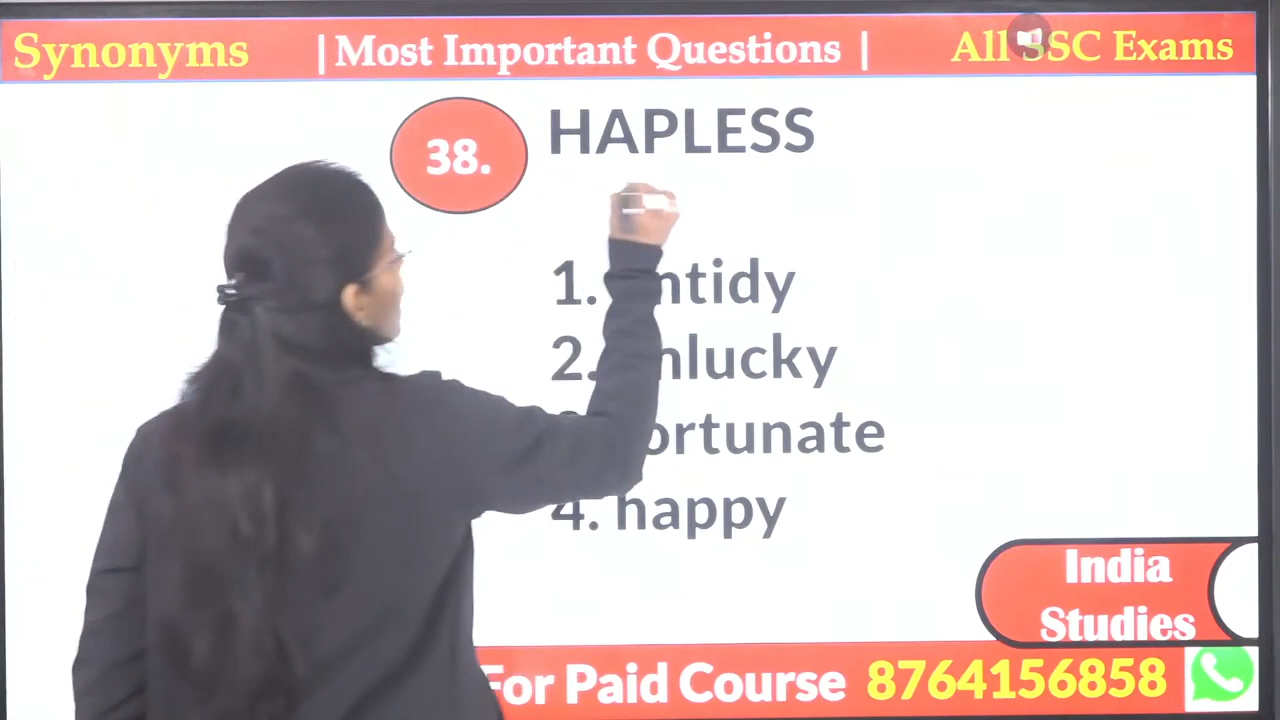 Synonyms | Most Important Questions | All SSC Exams
38. HAPLESS
1. ntidy
2. nlucky
ortunate
4. happy
India
Studies
For Paid Course 8764156858